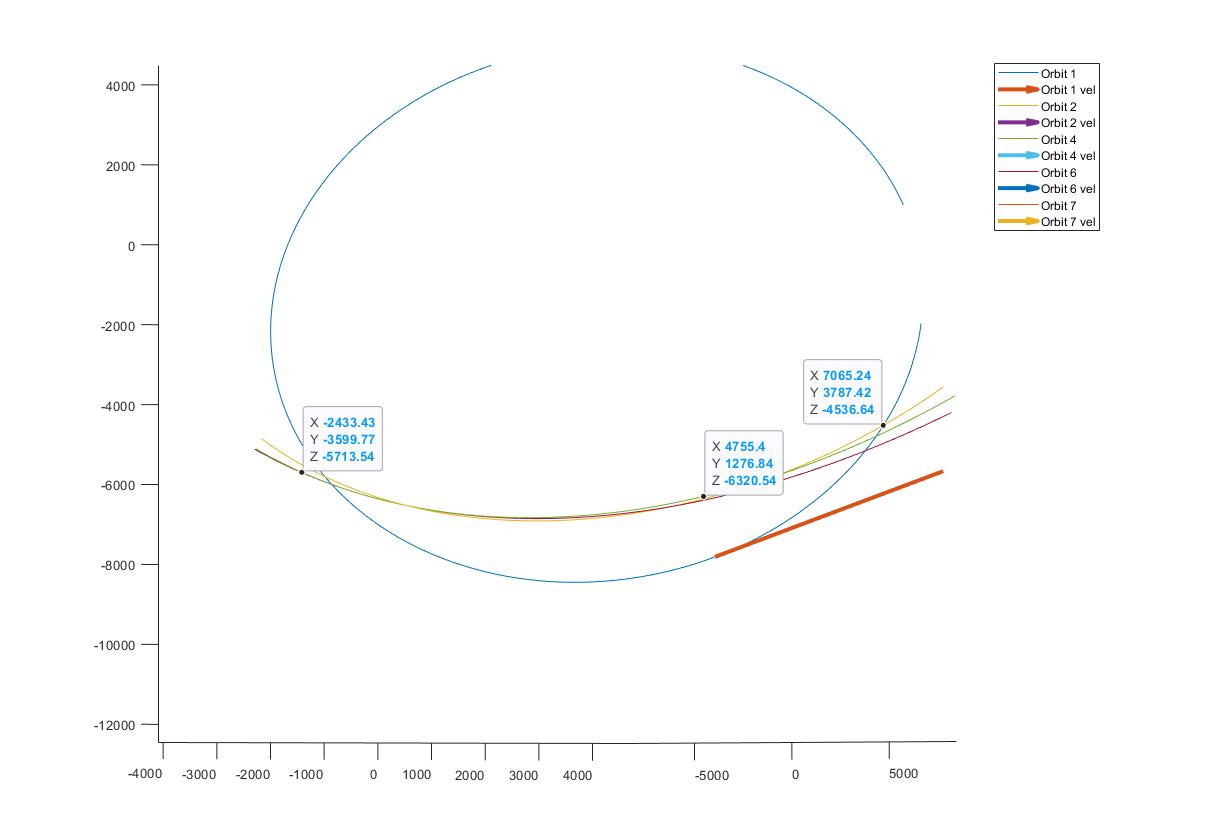 4000
2000
0
-2000
-4000
-6000
-8000
-10000
-12000
-4000 -3000 -2000 -1000 0 1000 2000 3000 4000 -5000 0 5000
X -2433.43
Y -3599.77
Z -5713.54
X 4755.4
Y 1276.84
Z -6320.54
X 7065.24
Y 3787.42
Z -4536.64
Orbit 1
Orbit 1 vel
Orbit 2
Orbit 2 vel
Orbit 4
Orbit 4 vel
Orbit 6
Orbit 6 vel
Orbit 7
Orbit 7 vel